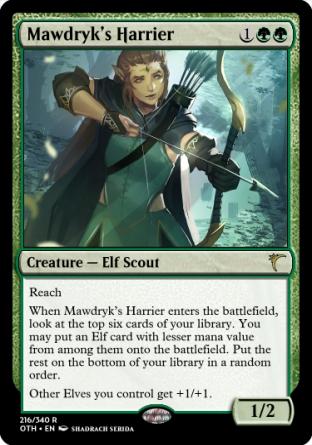 Mawdryk's Harrier 1
Creature — Elf Scout
Reach
When Mawdryk's Harrier enters the battlefield,
look at the top six cards of your library. You
may put an Elf card with lesser mana value
from among them onto the battlefield. Put the
rest on the bottom of your library in a random
order.
Other Elves you control get +1/+1.
1/2
216/340 R
OTH • EN SHADRACH SERIDA